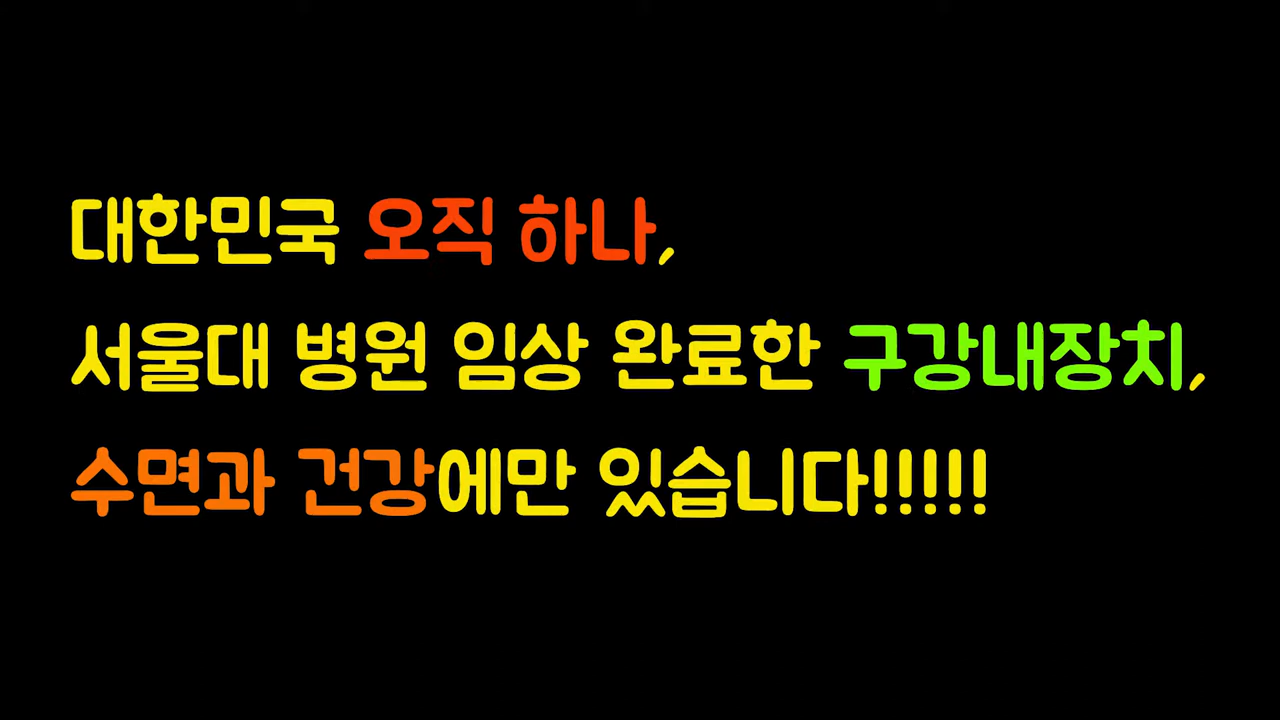 대한민국 오직 하나,
서울대 병원 임상 완료한 구강내장치,
수면과 건강에만 있습니다!!!!!